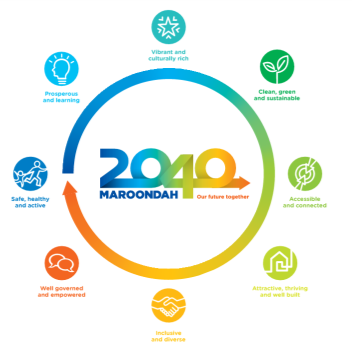 Vibrant and
culturally rich
Clean, green
and sustainable
Accessible
and connected
Attractive, thriving
and well built
Inclusive
and diverse
Well governed
and empowered
Safe, healthy
and active
Prosperous
and learning
2040
MAROONDAH
Our future together